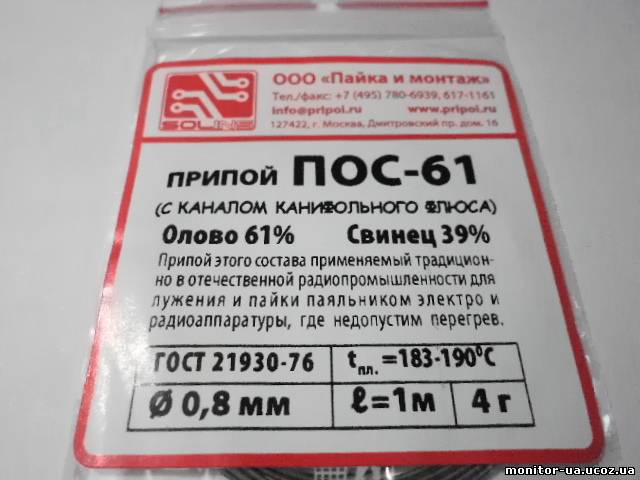 ООО «Пайка и монтаж»
Тел./факс: +7 (495) 780-6939, 617-1161
info@pripoi.ru www.pripoi.ru
127422, г. Москва, Дмитровский пр. дом. 16
SOLINS
ПРИПОЙ ПОС-61
(С КАНАЛОМ КАНИФОЛЬНОГО ФЛЮСА)
Олово 61% Свинец 39%
Припой этого состава применяемый традицион-
но в отечественной радиопромышленности для
лужения и пайки паяльником электро и
радиоаппаратуры, где недопустим перегрев.
ГОСТ 21930-76 tпл. =183-190⁰C
Ø 0,8 мм ℓ=1м 4 г
monitor-ua.ucoz.ua